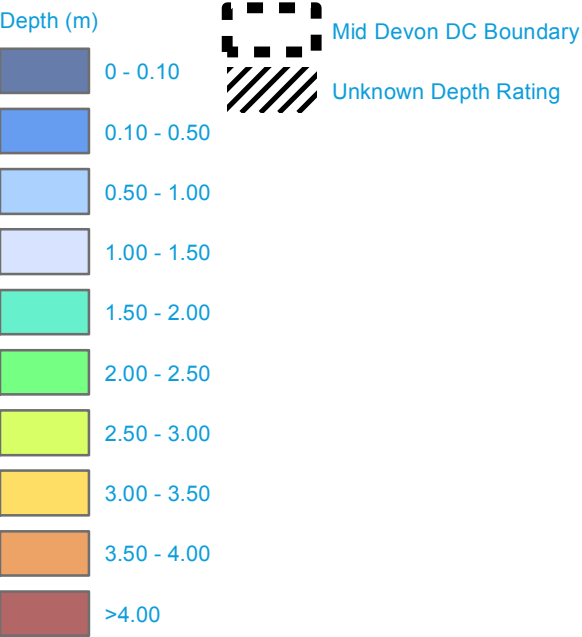 Depth (m)
0 - 0.10
0.10 - 0.50
0.50 - 1.00
1.00 - 1.50
1.50 - 2.00
2.00 - 2.50
2.50 - 3.00
3.00 - 3.50
3.50 - 4.00
>4.00
Mid Devon DC Boundary
Unknown Depth Rating